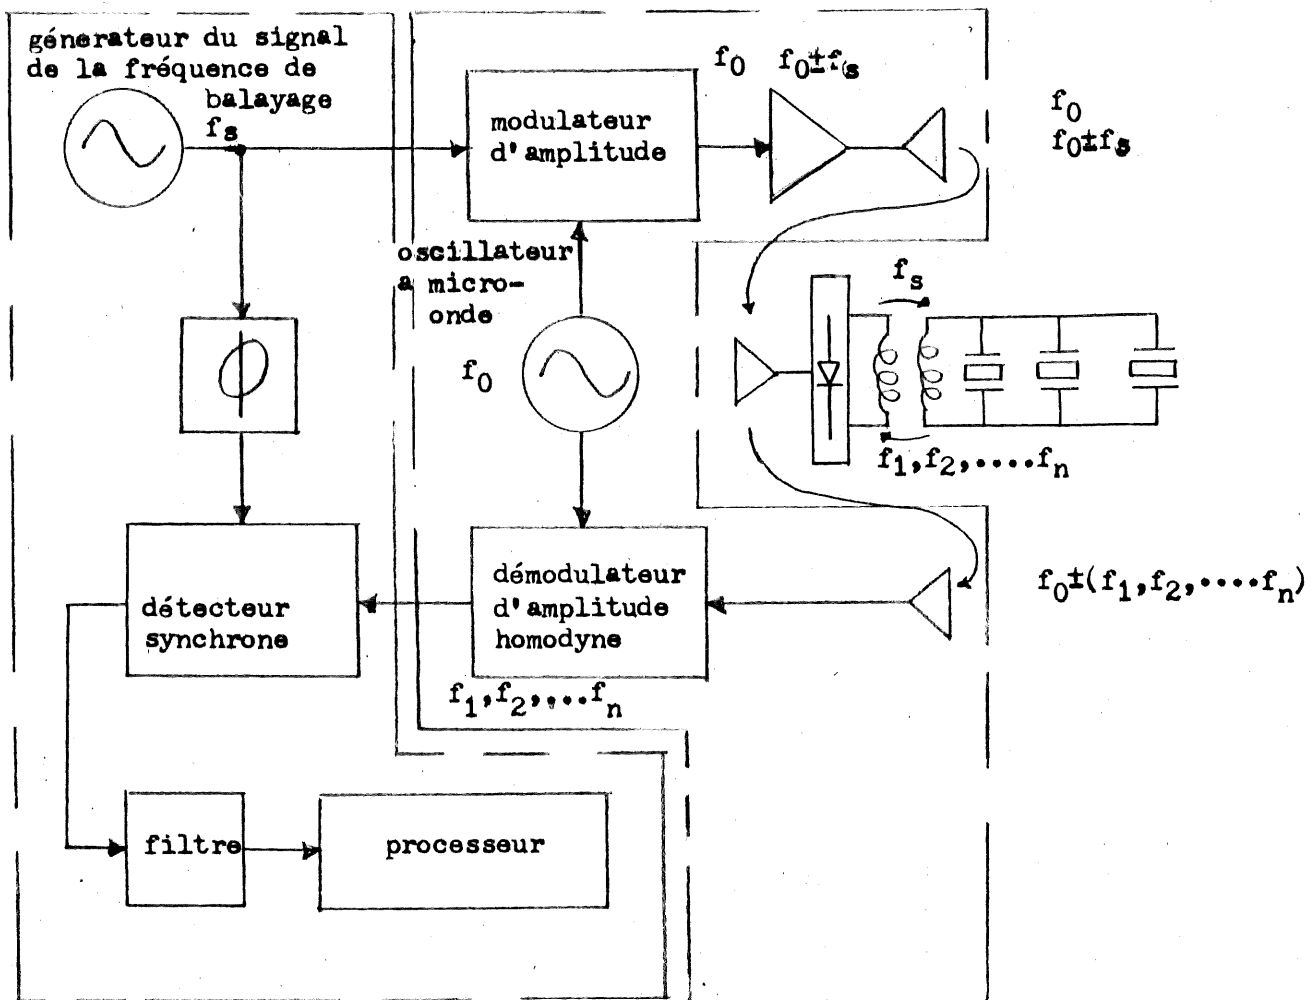 génerateur du signal
de la fréquence de
balayage
fs
modulateur
d'amplitude
f0 f0±fs
f0
f0±fs
oscillateur
a micro-
onde
f0
Ø
fs
f1,f2,....fn
démodulateur
d'amplitude
homodyne
détecteur
synchrone
f0±(f1,f2,....fn)
f1,f2,...fn
filtre
processeur